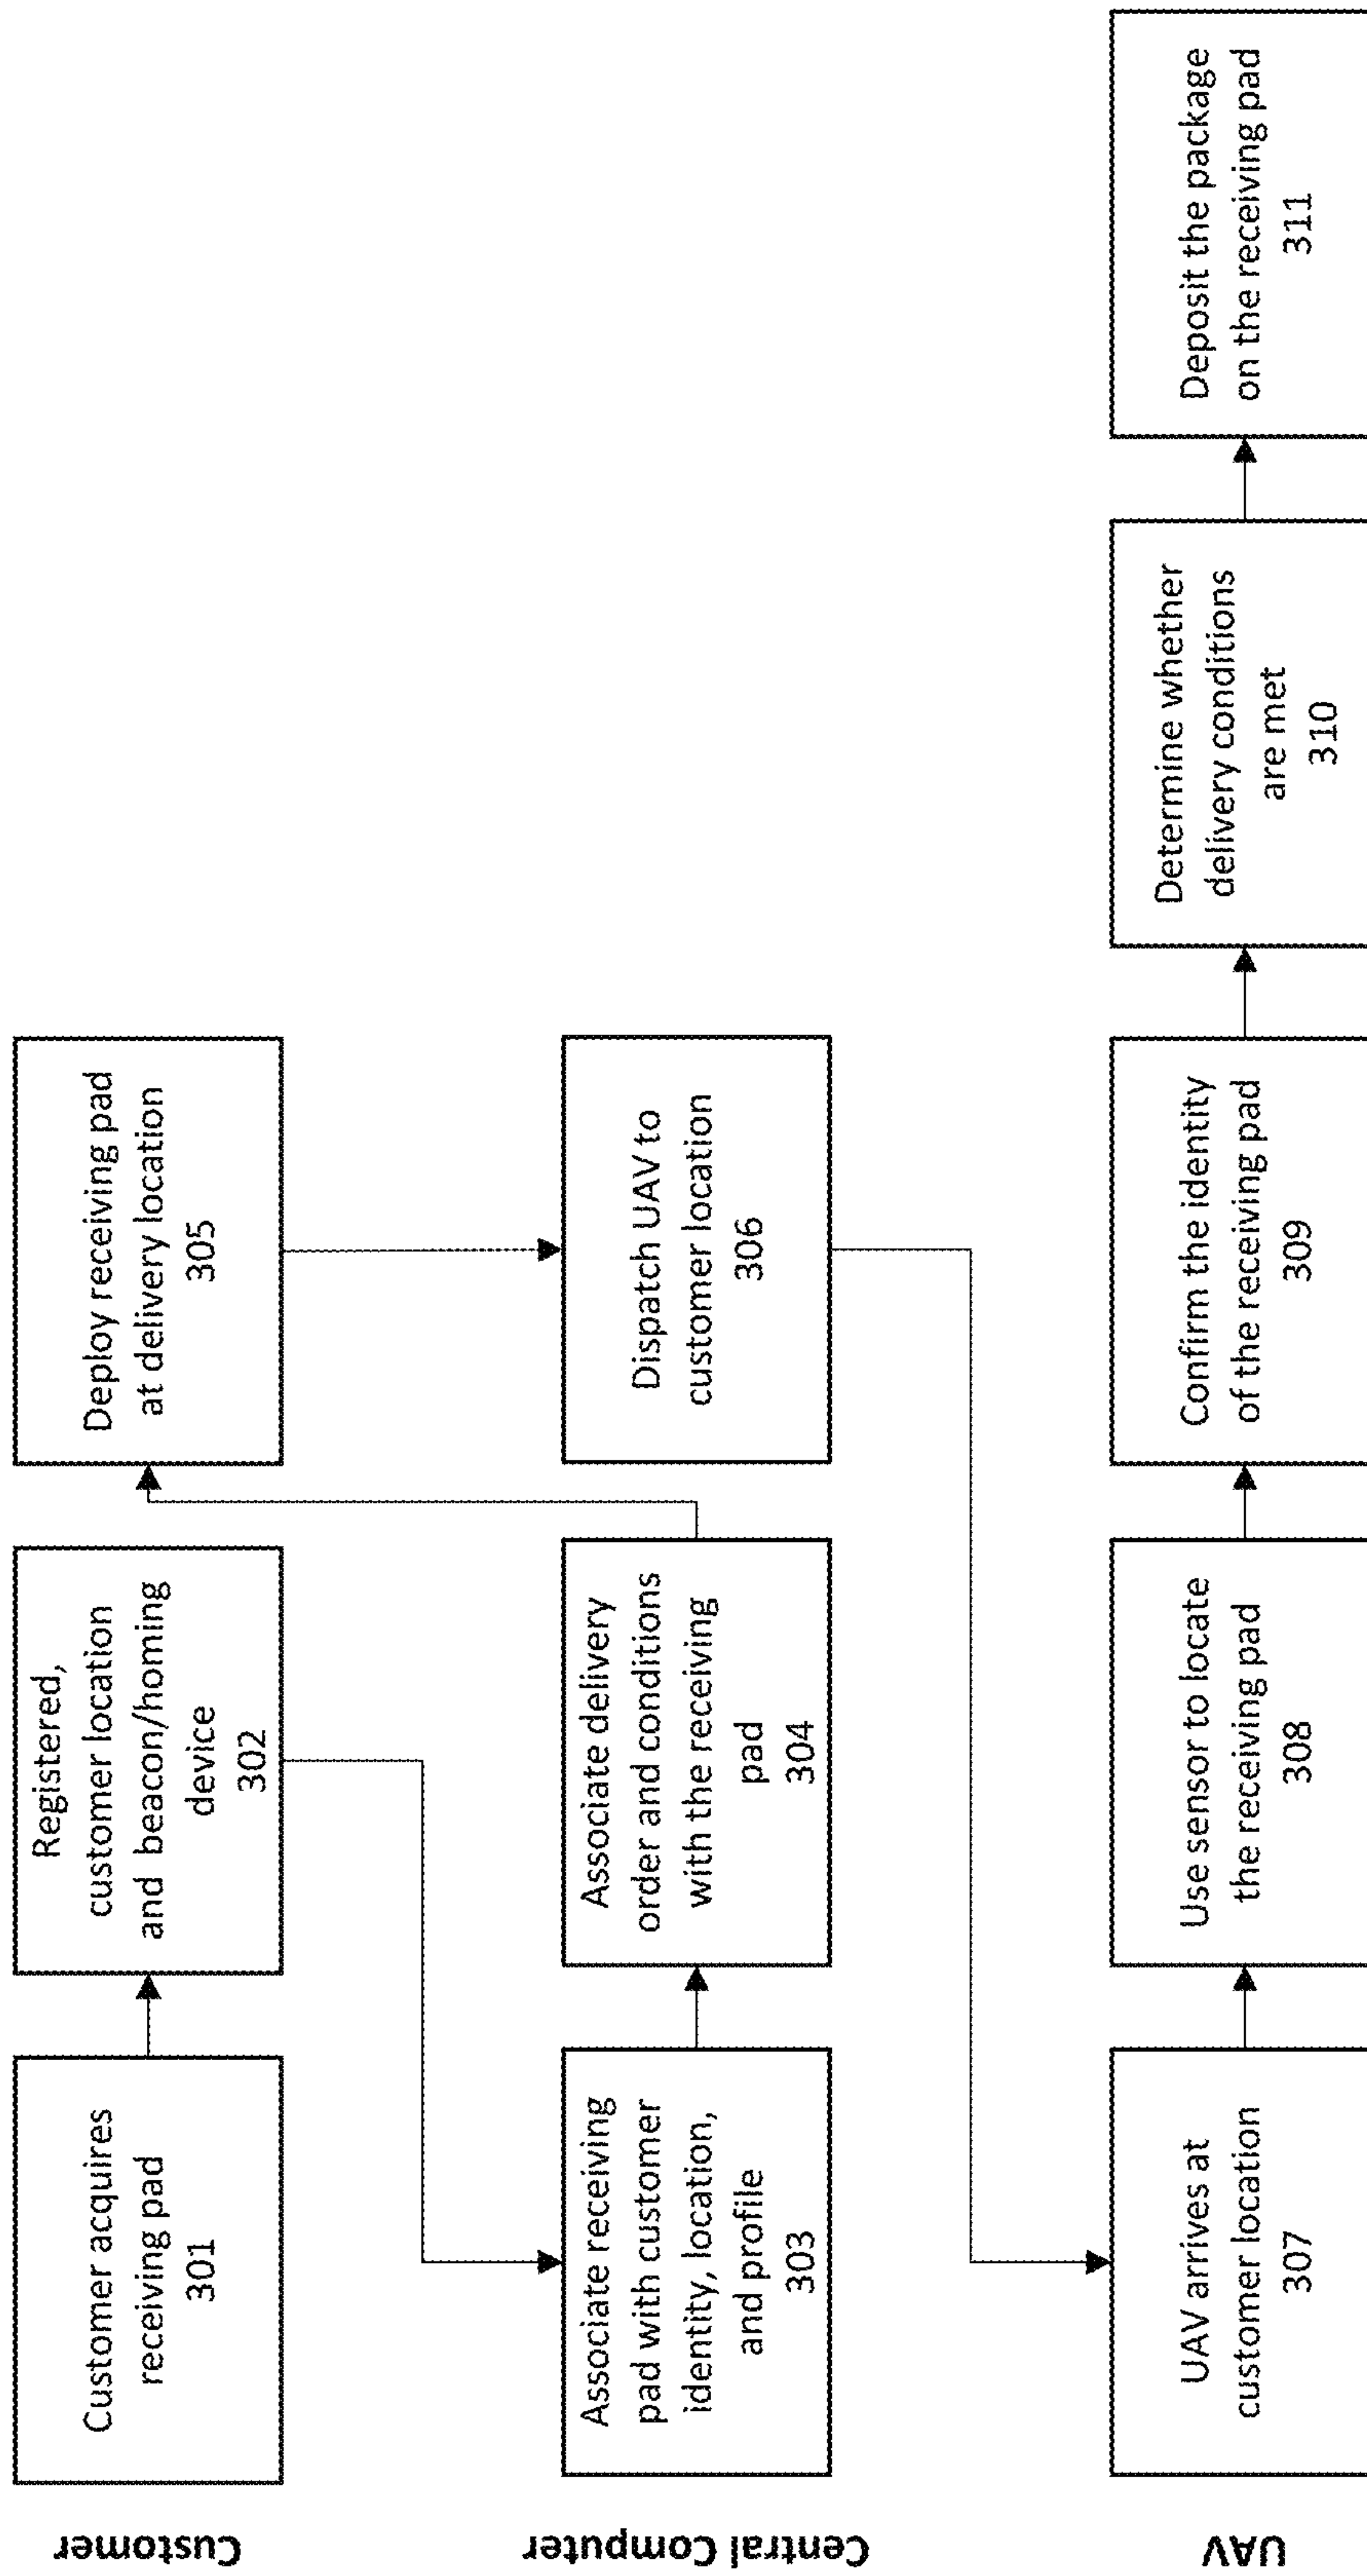 Customer
Customer acquires
receiving pad
301
Registered,
customer location
and beacon/homing
device
302
Deploy receiving pad
at delivery location
305
Central Computer
Associate receiving
pad with customer
identity, location,
and profile
303
Associate delivery
order and conditions
with the receiving
pad
304
Dispatch UAV to
customer location
306
UAV
UAV arrives at
customer location
307
Use sensor to locate
the receiving pad
308
Confirm the identity
of the receiving pad
309
Determine whether
delivery conditions
are met
310
Deposit the package
on the receiving pad
311